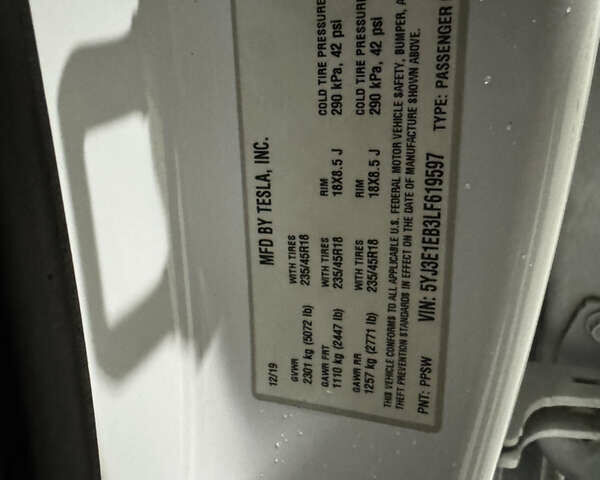 MFD BY TESLA, INC.
12/19
GVWR WITH TIRES RIM COLD TIRE PRESSURE
2301 kg (5072 lb) 235/45R18 18X8.5 J 290 kPa, 42 psi
GAWR FRT WITH TIRES RIM COLD TIRE PRESSURE
1110 kg (2447 lb) 235/45R18 18X8.5 J 290 kPa, 42 psi
GAWR RR WITH TIRES
1257 kg (2771 lb) 235/45R18
THIS VEHICLE CONFORMS TO ALL APPLICABLE U.S. FEDERAL MOTOR VEHICLE SAFETY, BUMPER,
THEFT PREVENTION STANDARDS IN EFFECT ON THE DATE OF MANUFACTURE SHOWN ABOVE.
PNT: PPSW VIN: 5YJ3E1EB3LF619597 TYPE: PASSENGER